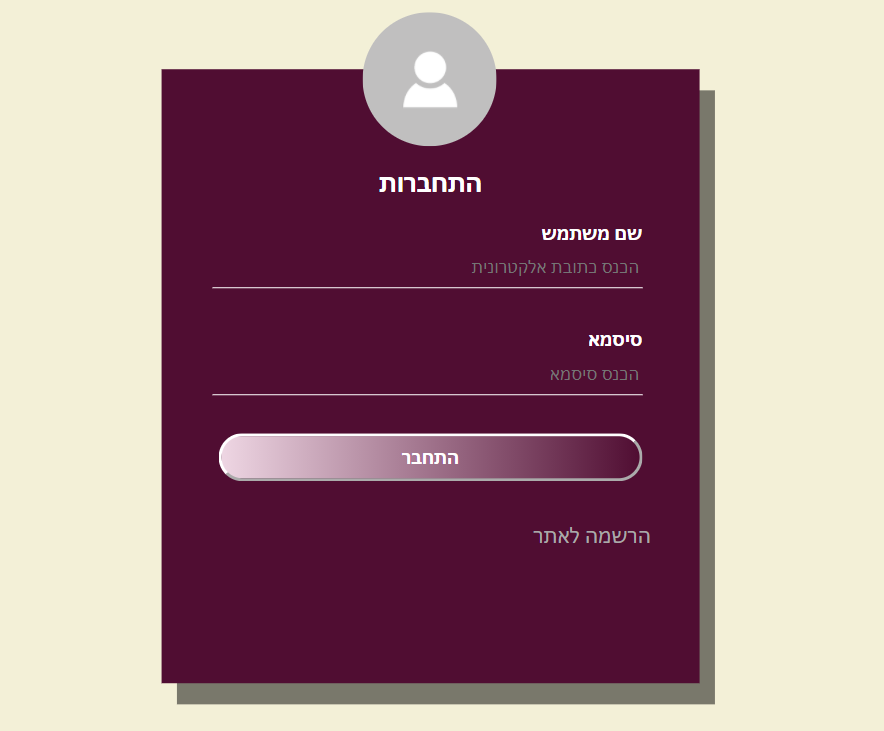 התחברות
שם משתמש
הכנס כתובת אלקטרונית
סיסמא
הכנס סיסמא
התחבר
הרשמה לאתר